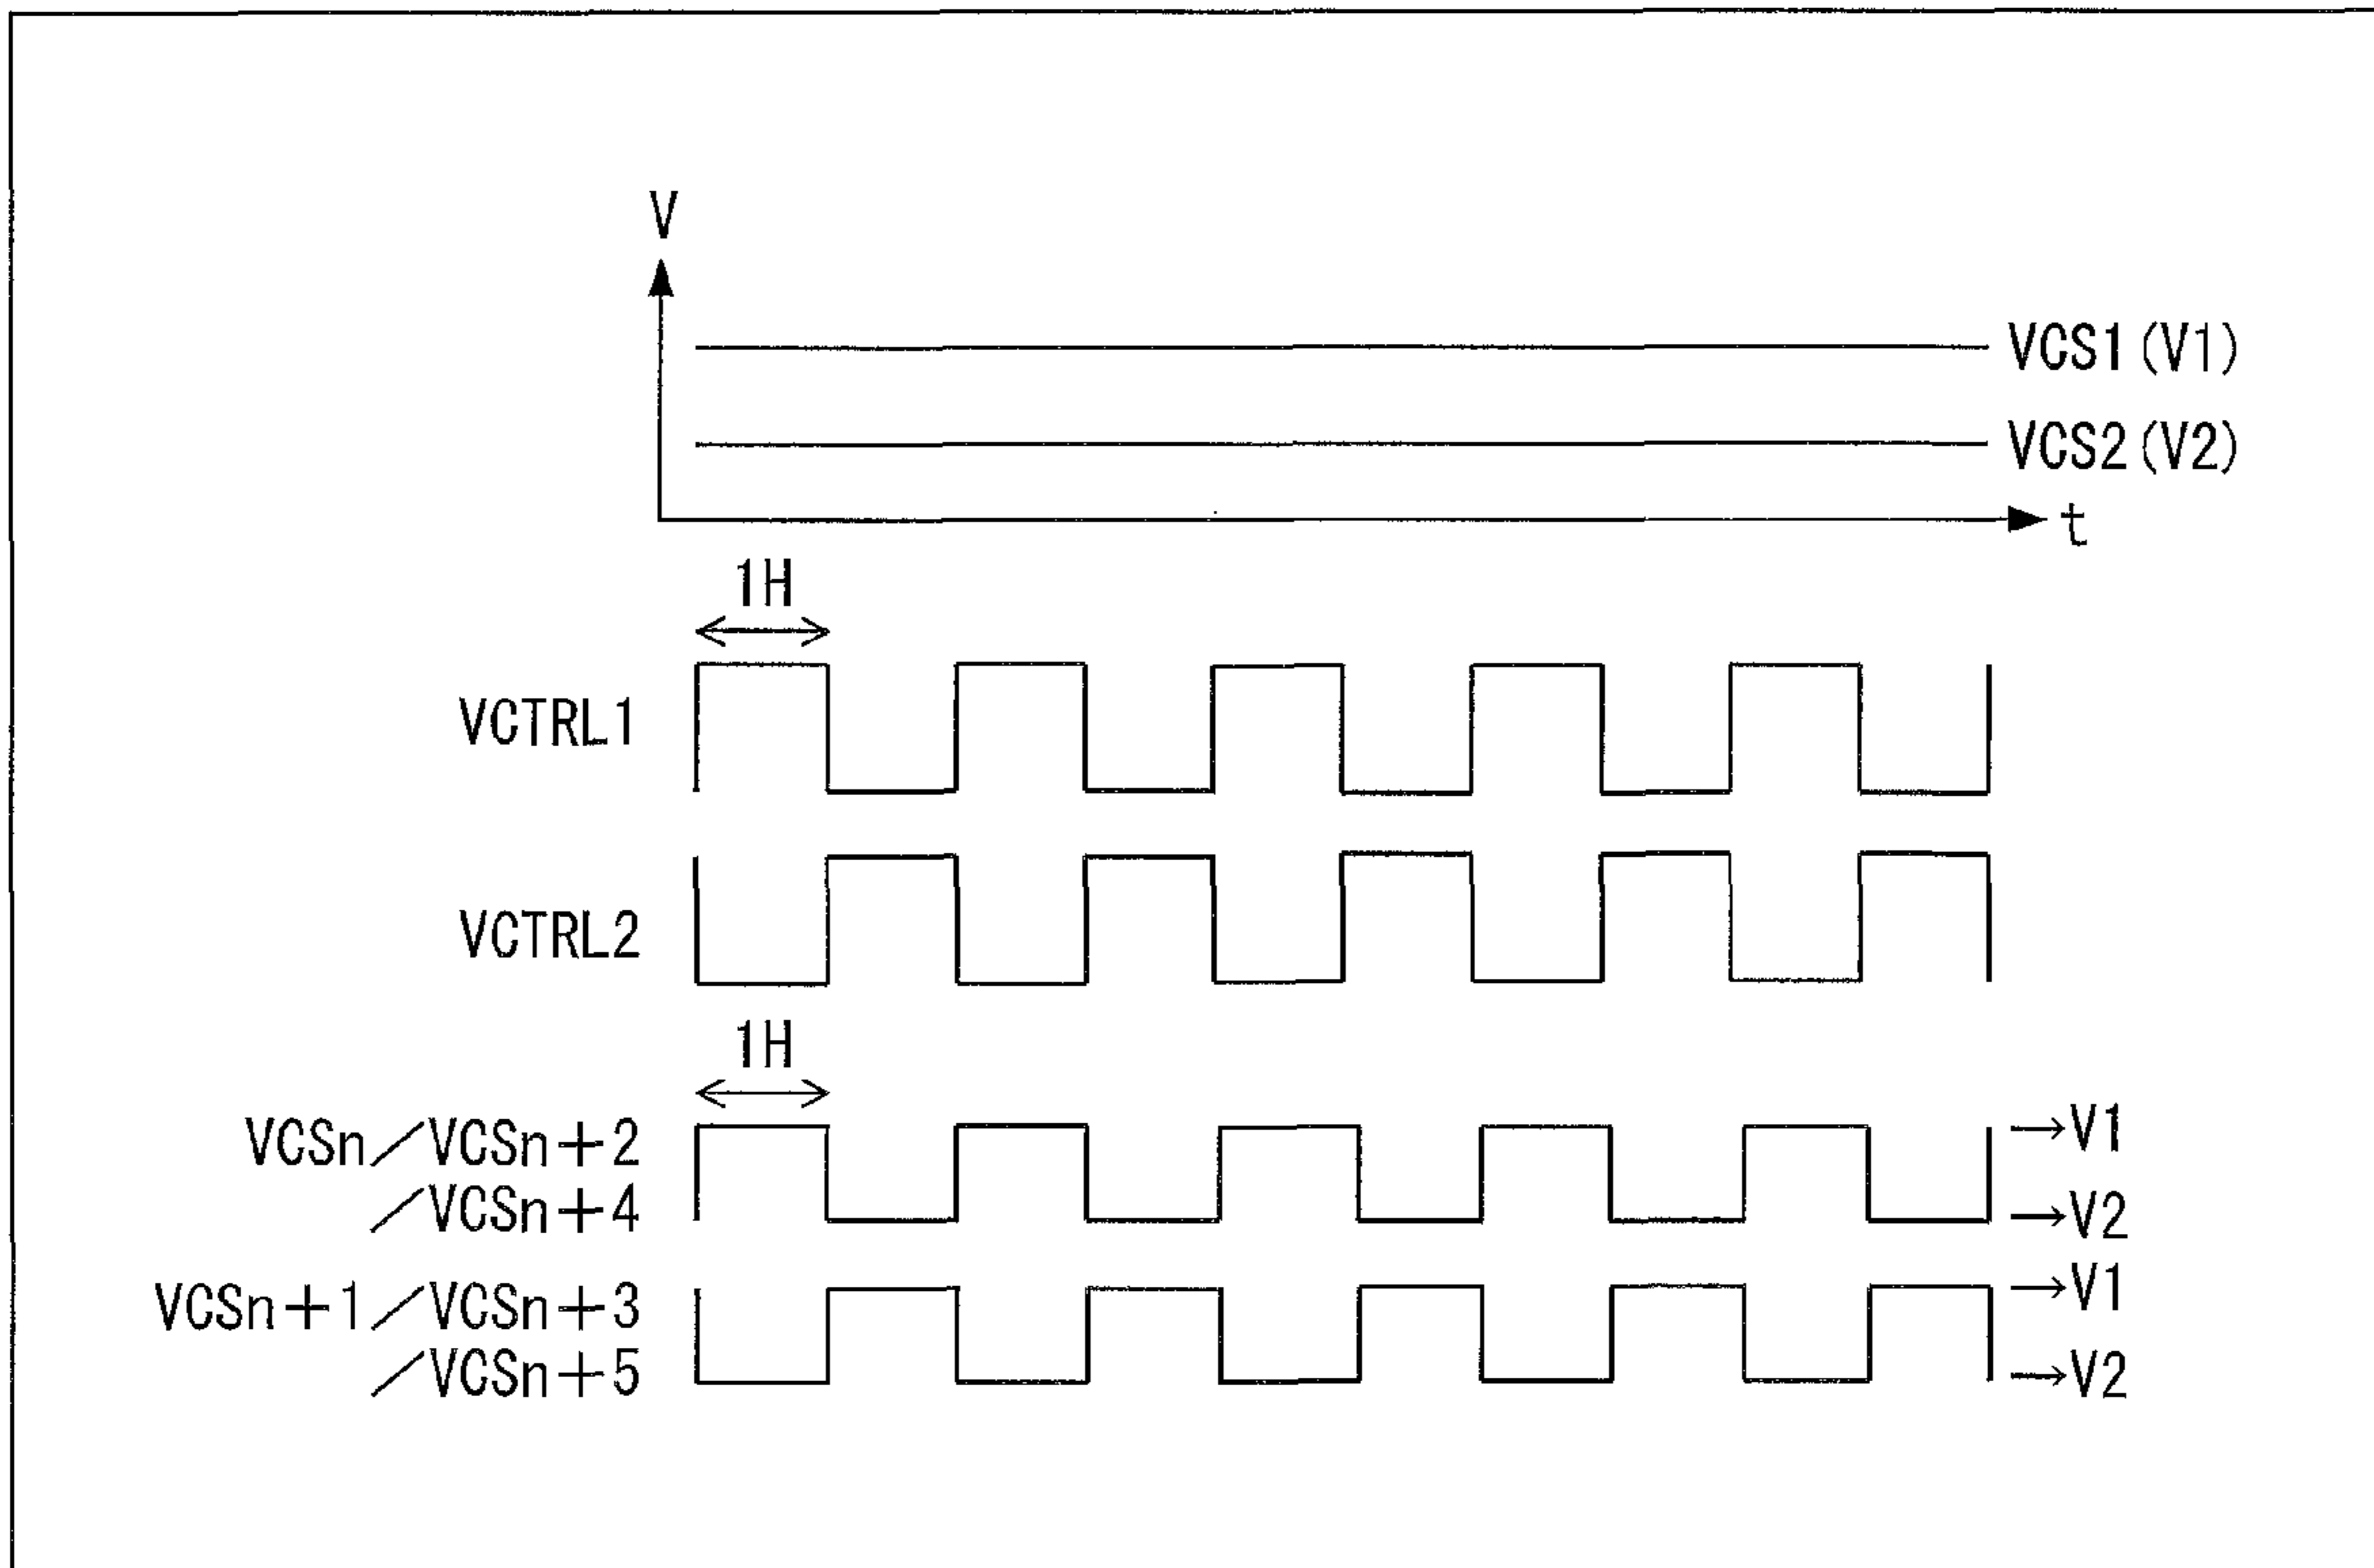 V
VCS1(V1)
VCS2(V2)
t
1H
VCTRL1
VCTRL2
1H
VCSn／VCSn+2
／VCSn+4
→V1
→V2
VCSn+1／VCSn+3
／VCSn+5
→V1
→V2